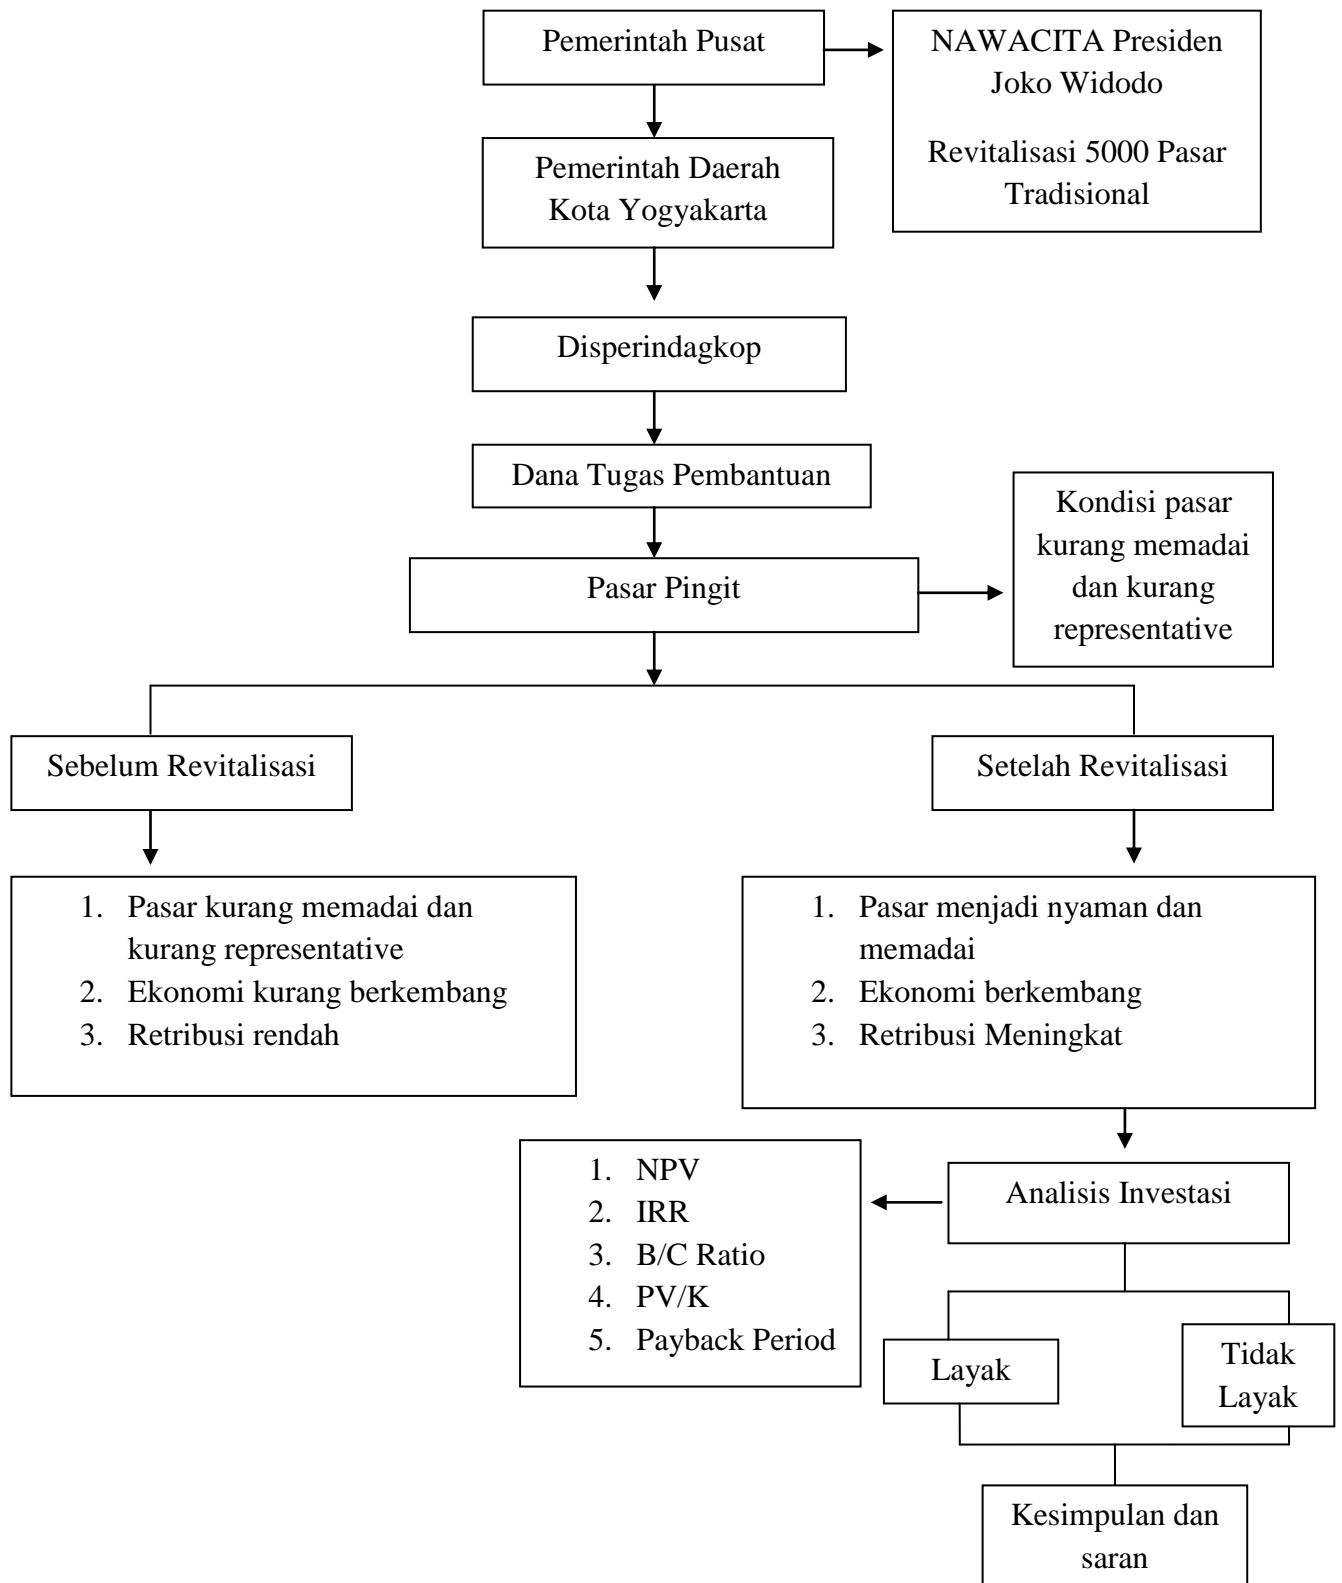 Pemerintah Pusat
NAWACITA Presiden
Joko Widodo
Revitalisasi 5000 Pasar
Tradisional
Pemerintah Daerah
Kota Yogyakarta
Disperindagkop
Dana Tugas Pembantuan
Kondisi pasar
kurang memadai
dan kurang
representative
Pasar Pingit
Sebelum Revitalisasi
Setelah Revitalisasi
1. Pasar kurang memadai dan
kurang representative
2. Ekonomi kurang berkembang
3. Retribusi rendah
1. Pasar menjadi nyaman dan
memadai
2. Ekonomi berkembang
3. Retribusi Meningkat
1. NPV
2. IRR
3. B/C Ratio
4. PV/K
5. Payback Period
Analisis Investasi
Layak
Tidak
Layak
Kesimpulan dan
saran